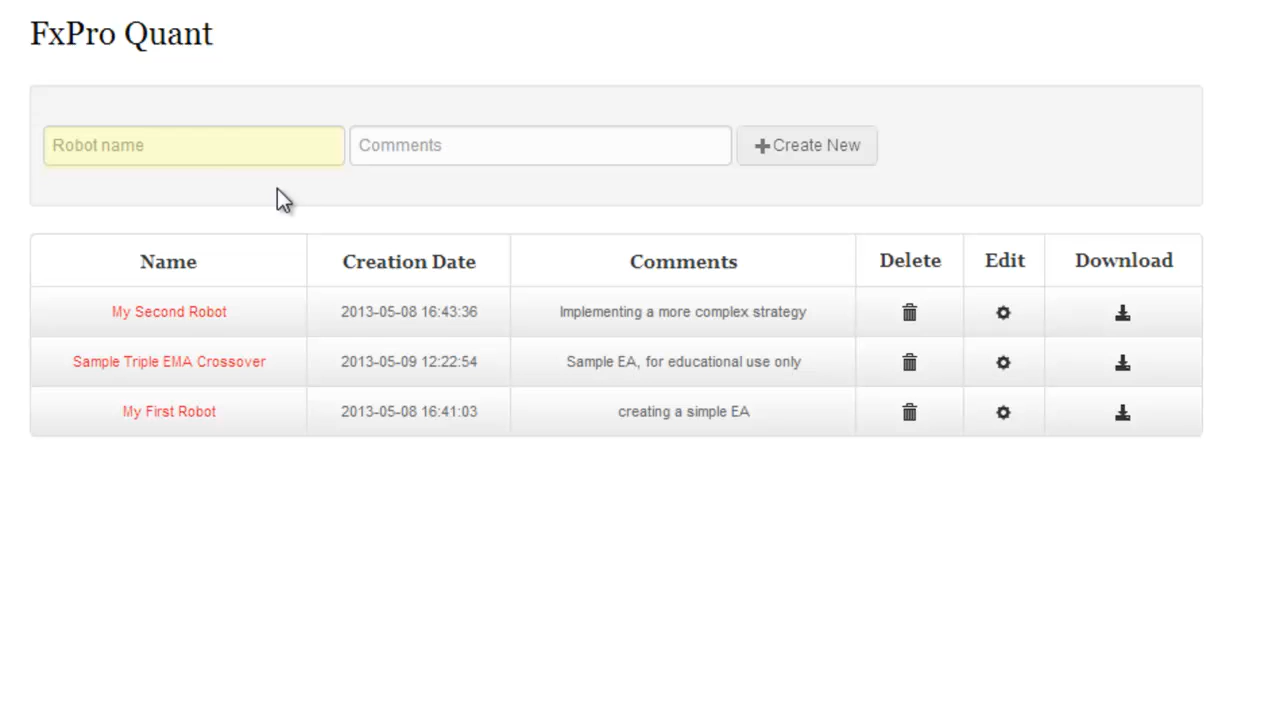 FxPro Quant
Robot name Comments Create New
Name Creation Date Comments Delete Edit Download
My Second Robot 2013-05-08 16:43:36 Implementing a more complex strategy
Sample Triple EMA Crossover 2013-05-09 12:22:54 Sample EA, for educational use only
My First Robot 2013-05-08 16:41:03 creating a simple EA